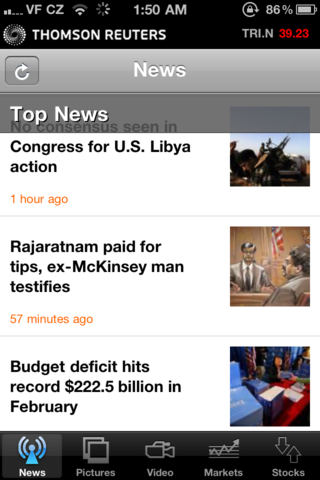 VF CZ 1:50 AM 86%
THOMSON REUTERS TRI.N 39.23
News
Top News
No consensus seen in
Congress for U.S. Libya
action
1 hour ago
Rajaratnam paid for
tips, ex-McKinsey man
testifies
57 minutes ago
Budget deficit hits
record $222.5 billion in
February
News Pictures Video Markets Stocks